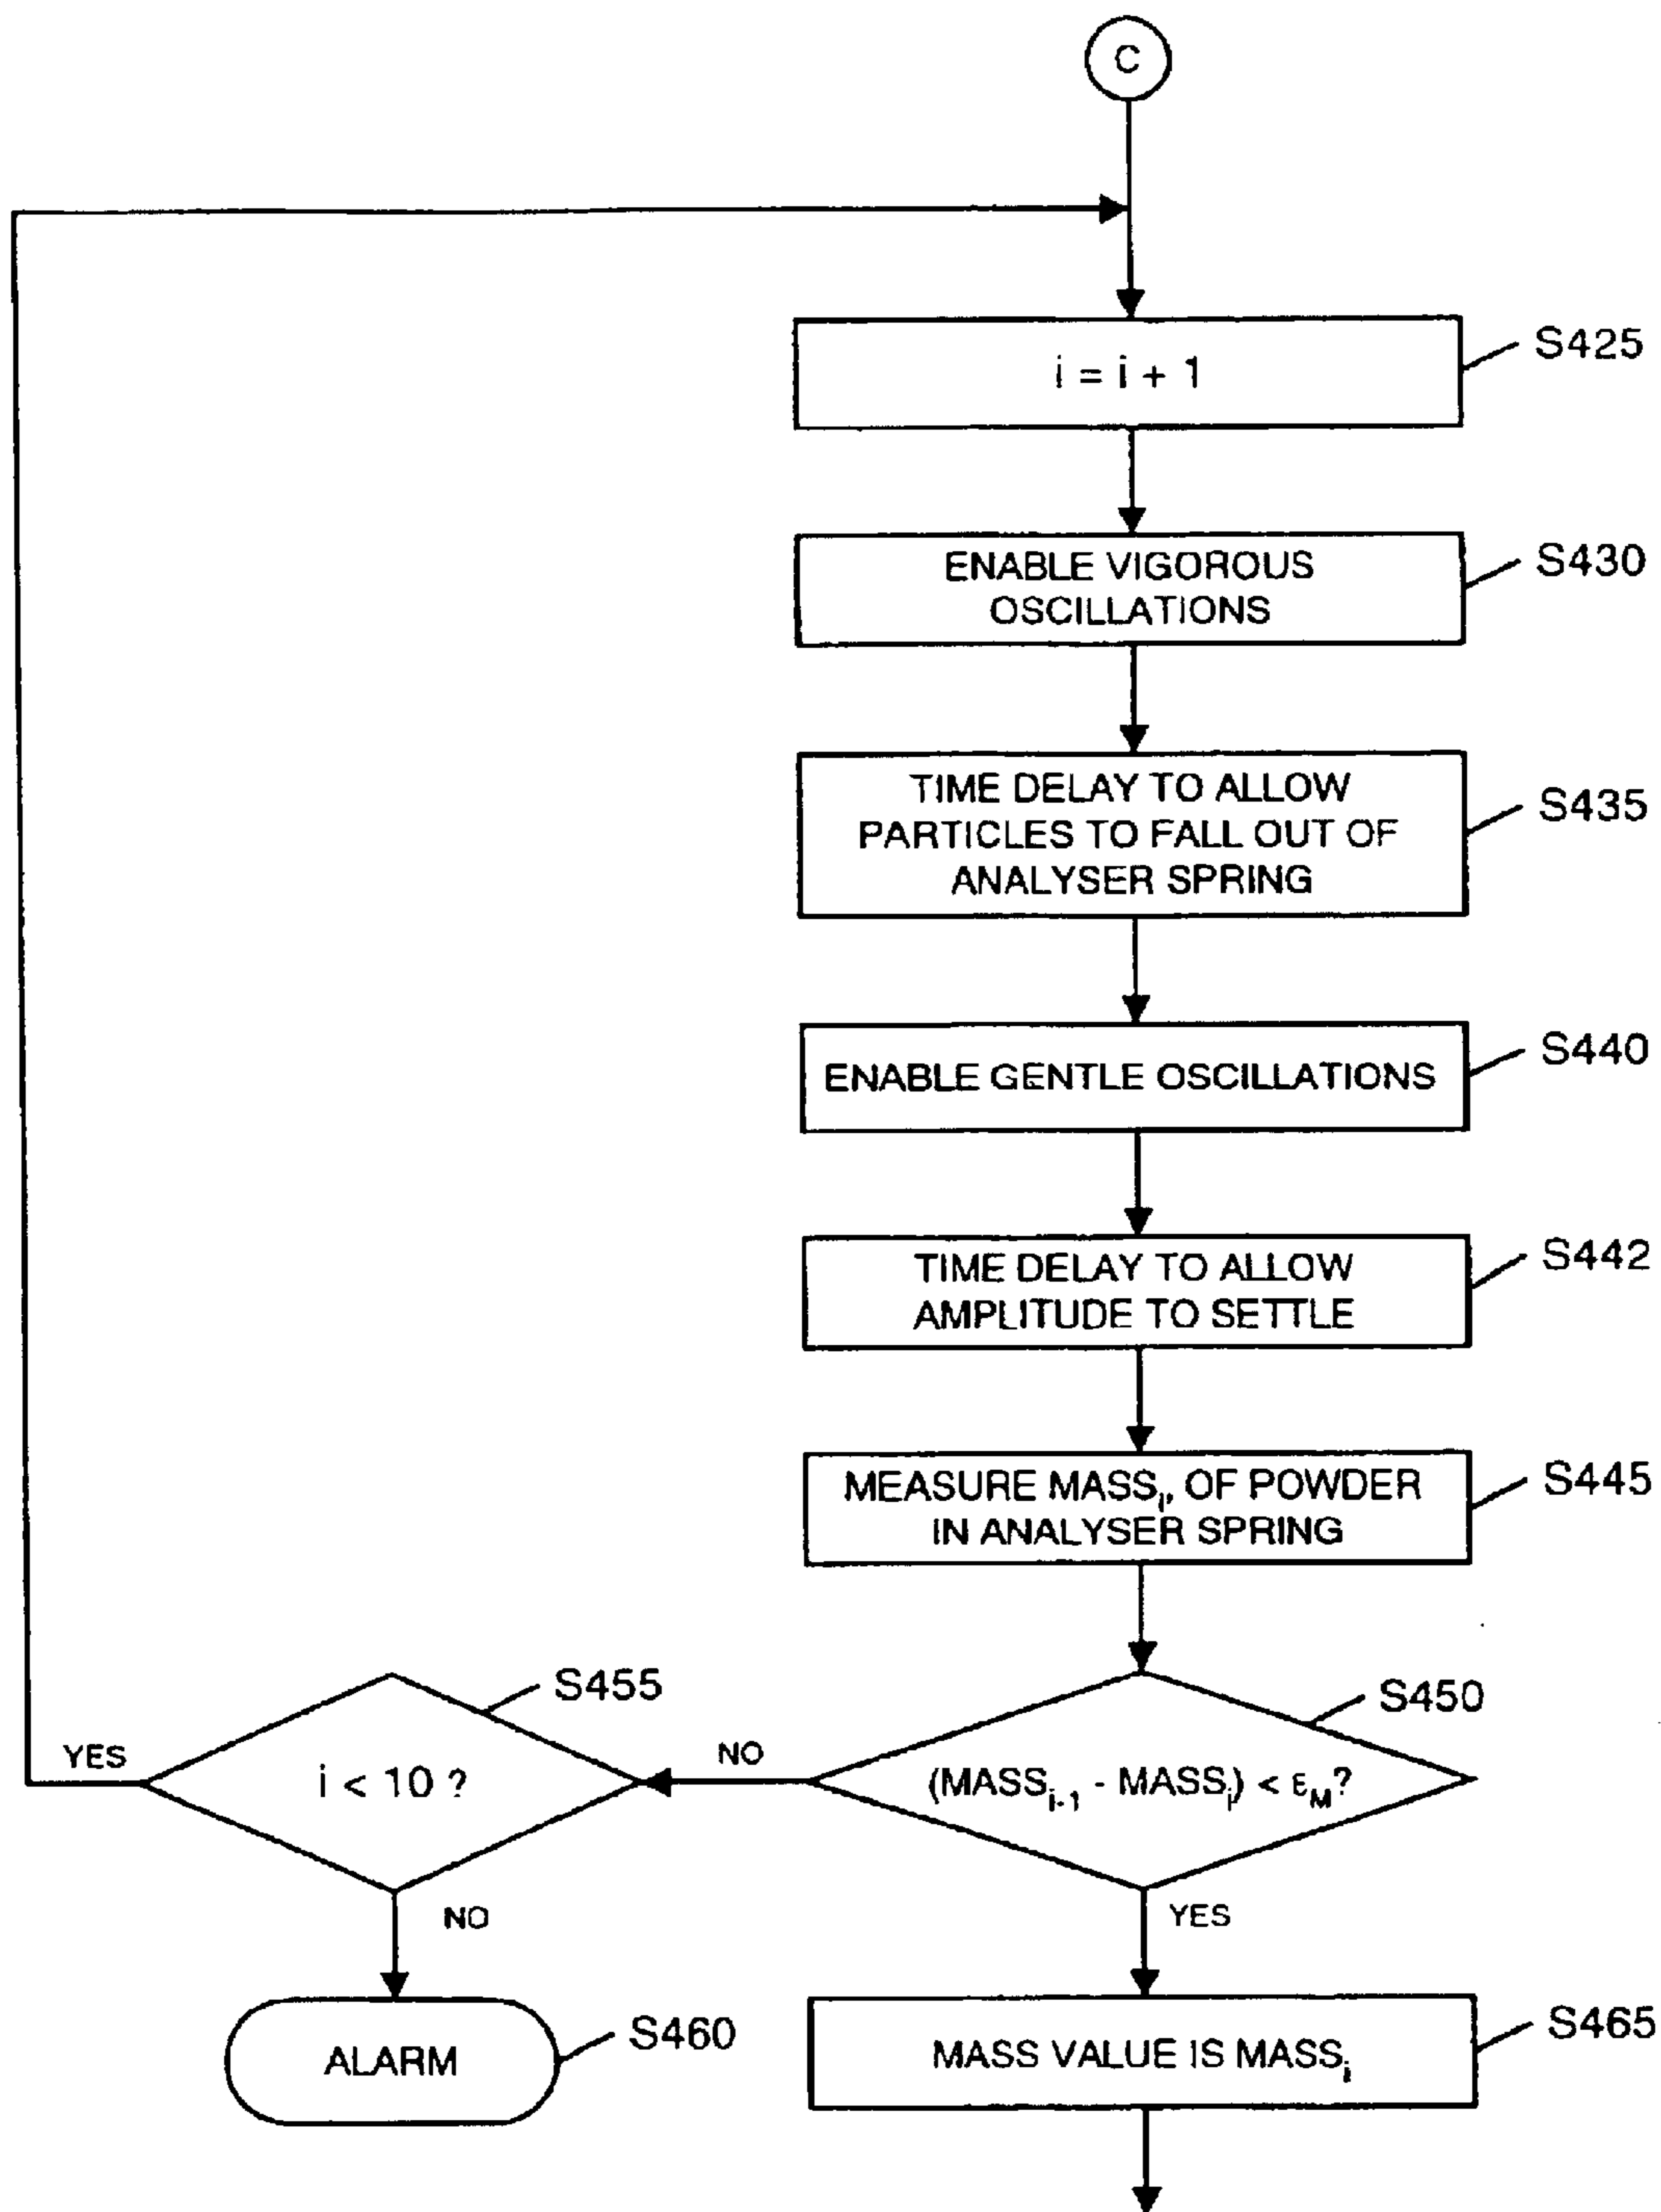 C
i = i + 1
S425
ENABLE VIGOROUS
OSCILLATIONS
S430
TIME DELAY TO ALLOW
PARTICLES TO FALL OUT OF
ANALYSER SPRING
S435
ENABLE GENTLE OSCILLATIONS
S440
TIME DELAY TO ALLOW
AMPLITUDE TO SETTLE
S442
MEASURE MASSᵢ, OF POWDER
IN ANALYSER SPRING
S445
(MASSᵢ₋₁ - MASSᵢ) < ε_M?
S450
NO
YES
i < 10 ?
S455
YES
NO
ALARM
S460
MASS VALUE IS MASSᵢ
S465